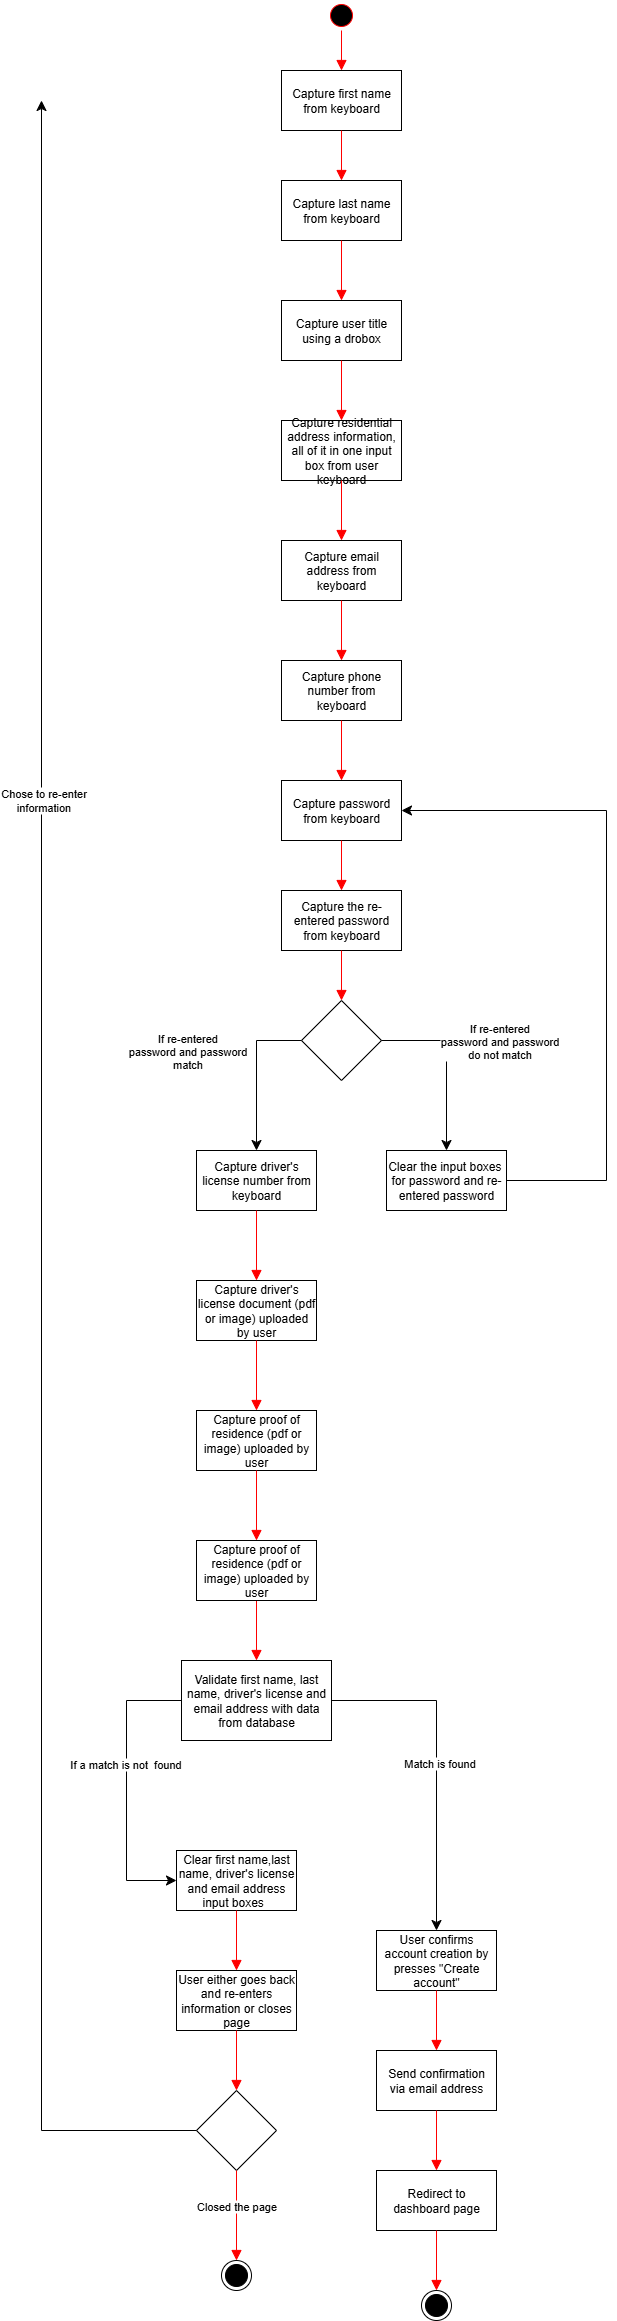 Capture first name
from keyboard
Capture last name
from keyboard
Capture user title
using a drobox
Capture residential
address information,
all of it in one input
box from user
keyboard
Capture email
address from
keyboard
Capture phone
number from
keyboard
Chose to re-enter
information
Capture password
from keyboard
Capture the re-
entered password
from keyboard
If re-entered
password and password
match
If re-entered
password and password
do not match
Capture driver's
license number from
keyboard
Clear the input boxes
for password and re-
entered password
Capture driver's
license document (pdf
or image) uploaded
by user
Capture proof of
residence (pdf or
image) uploaded by
user
Capture proof of
residence (pdf or
image) uploaded by
user
Validate first name, last
name, driver's license and
email address with data
from database
If a match is not  found
Match is found
Clear first name,last
name, driver's license
and email address
input boxes
User confirms
account creation by
presses "Create
account"
User either goes back
and re-enters
information or closes
page
Send confirmation
via email address
Redirect to
dashboard page
Closed the page